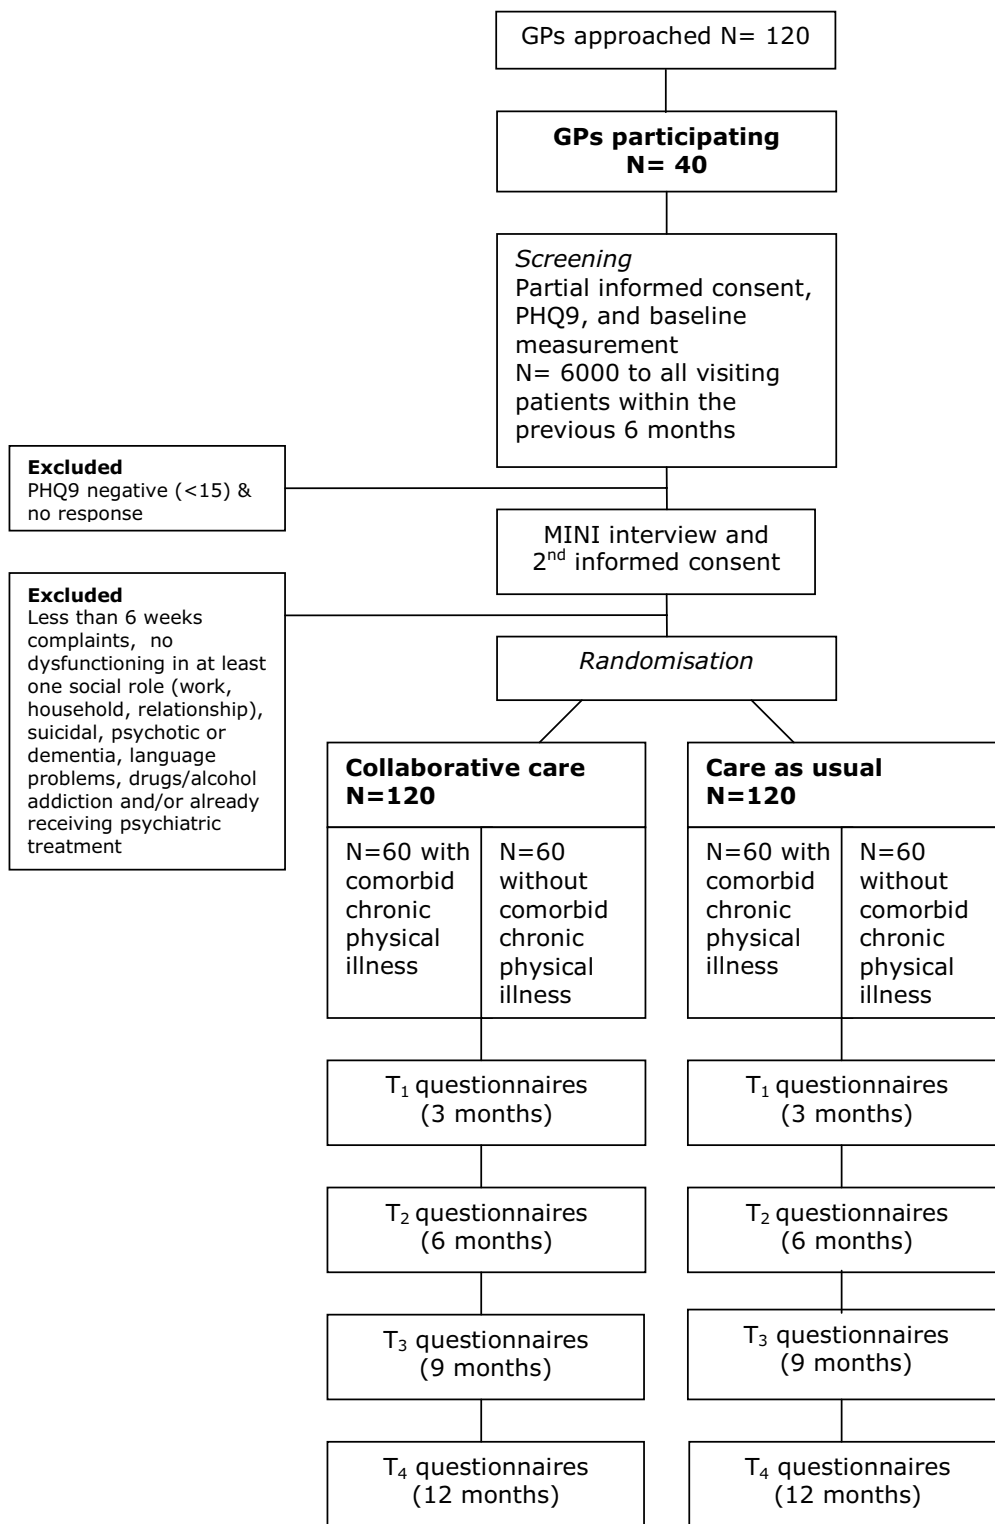 GPs approached N= 120
GPs participating
N= 40
Screening
Partial informed consent,
PHQ9, and baseline
measurement
N= 6000 to all visiting
patients within the
previous 6 months
Excluded
PHQ9 negative (<15) &
no response
MINI interview and
2nd informed consent
Excluded
Less than 6 weeks
complaints,  no
dysfunctioning in at least
one social role (work,
household, relationship),
suicidal, psychotic or
dementia, language
problems, drugs/alcohol
addiction and/or already
receiving psychiatric
treatment
Randomisation
Collaborative care
N=120
N=60 with
comorbid
chronic
physical
illness
N=60
without
comorbid
chronic
physical
illness
Care as usual
N=120
N=60 with
comorbid
chronic
physical
illness
N=60
without
comorbid
chronic
physical
illness
T1 questionnaires
(3 months)
T1 questionnaires
(3 months)
T2 questionnaires
(6 months)
T2 questionnaires
(6 months)
T3 questionnaires
(9 months)
T3 questionnaires
(9 months)
T4 questionnaires
(12 months)
T4 questionnaires
(12 months)